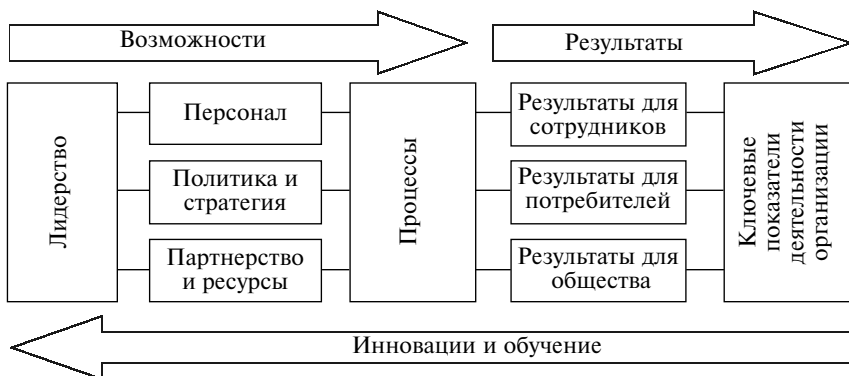 Возможности
Результаты
Лидерство
Персонал
Политика и
стратегия
Партнерство
и ресурсы
Процессы
Результаты для
сотрудников
Результаты для
потребителей
Результаты для
общества
Ключевые
показатели
деятельности
организации
Инновации и обучение